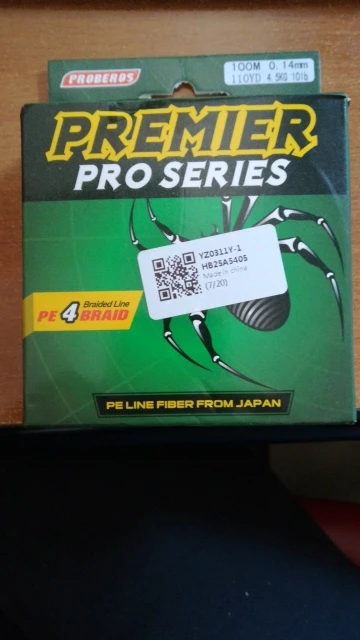 PROBEROS
100M 0.14mm
110YD 4.5KG 10lb
PREMIER
PRO SERIES
YZ0311Y-1
HB25A5405
Made in china
(7/20)
Braided Line
PE 4 BRAID
PE LINE FIBER FROM JAPAN